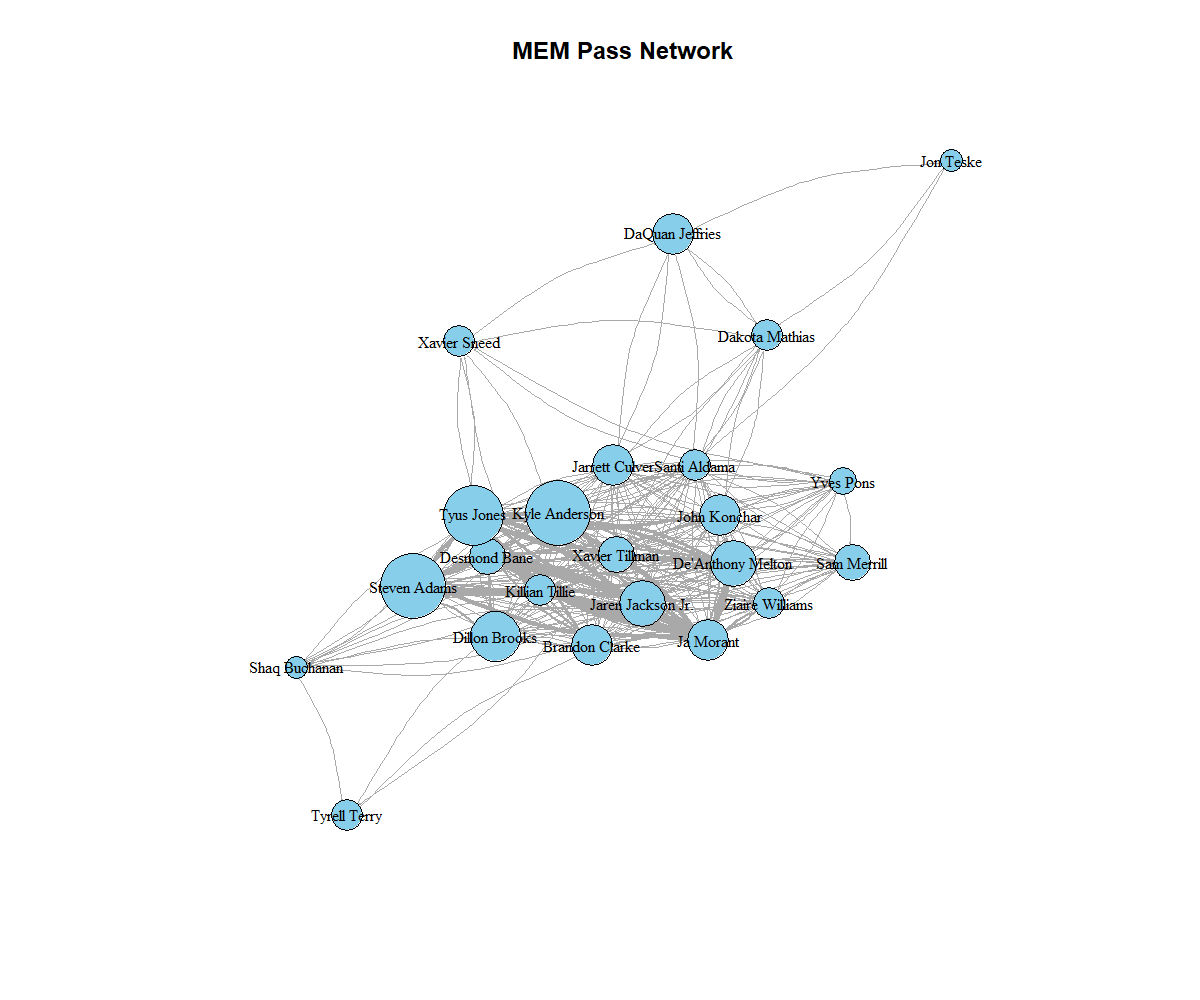 MEM Pass Network
Jon Teske
DaQuan Jeffries
Dakota Mathias
Xavier Sneed
Jarrett Culver
Santi Aldama
Yves Pons
Tyus Jones
Kyle Anderson
John Konchar
Desmond Bane
Xavier Tillman
De'Anthony Melton
Sam Merrill
Steven Adams
Killian Tillie
Jaren Jackson Jr.
Ziaire Williams
Dillon Brooks
Brandon Clarke
Ja Morant
Shaq Buchanan
Tyrell Terry